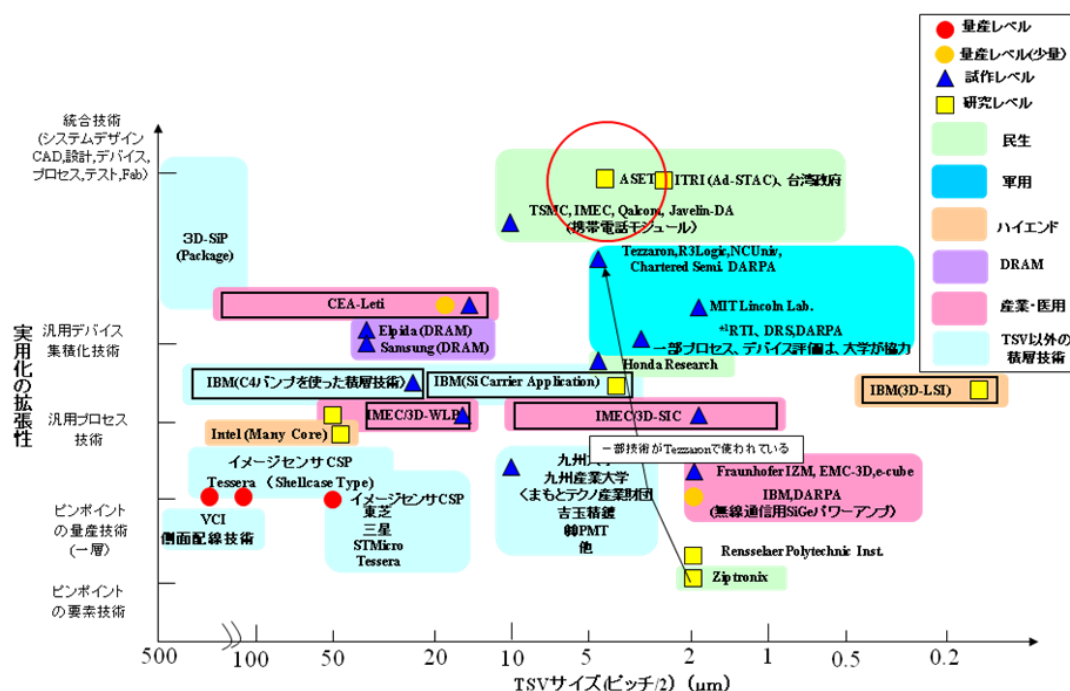 量産レベル
量産レベル(少量)
試作レベル
研究レベル
民生
軍用
ハイエンド
DRAM
産業・医用
TSV以外の
積層技術
統合技術
(システムデザイン
CAD,設計,デバイス,
プロセス,テスト,Fab)
実用化の拡張性
汎用デバイス
集積化技術
汎用プロセス
技術
ピンポイント
の量産技術
(一層)
ピンポイント
の要素技術
3D-SiP
(Package)
ASET
ITRI (Ad-STAC)、台湾政府
TSMC, IMEC, Qalcom, Javelin-DA
(携帯電話モジュール)
Tezzaron,R3Logic,NCUniv,
Chartered Semi. DARPA
MIT Lincoln Lab.
*1RTI、DRS,DARPA
一部プロセス、デバイス評価は、大学が協力
CEA-Leti
Elpida(DRAM)
Samsung(DRAM)
Honda Research
IBM(C4バンプを使った積層技術)
IBM(Si Carrier Application)
IBM(3D-LSI)
IMEC/3D-WLP
IMEC/3D-SIC
Intel (Many Core)
一部技術がTezzaronで使われている
イメージセンサ CSP
Tessera (Shellcase Type)
VCI
側面配線技術
イメージセンサCSP
東芝
三星
STMicro
Tessera
九州産業大学
くまもとテクノ産業財団
吉玉精鍍
㈱PMT
他
Fraunhofer IZM, EMC-3D,e-cube
IBM,DARPA
(無線通信用SiGeパワーアンプ)
Rensselaer Polytechnic Inst.
Ziptronix
500
100
50
20
10
5
2
1
0.5
0.2
TSVサイズ(ピッチ/2) (μm)